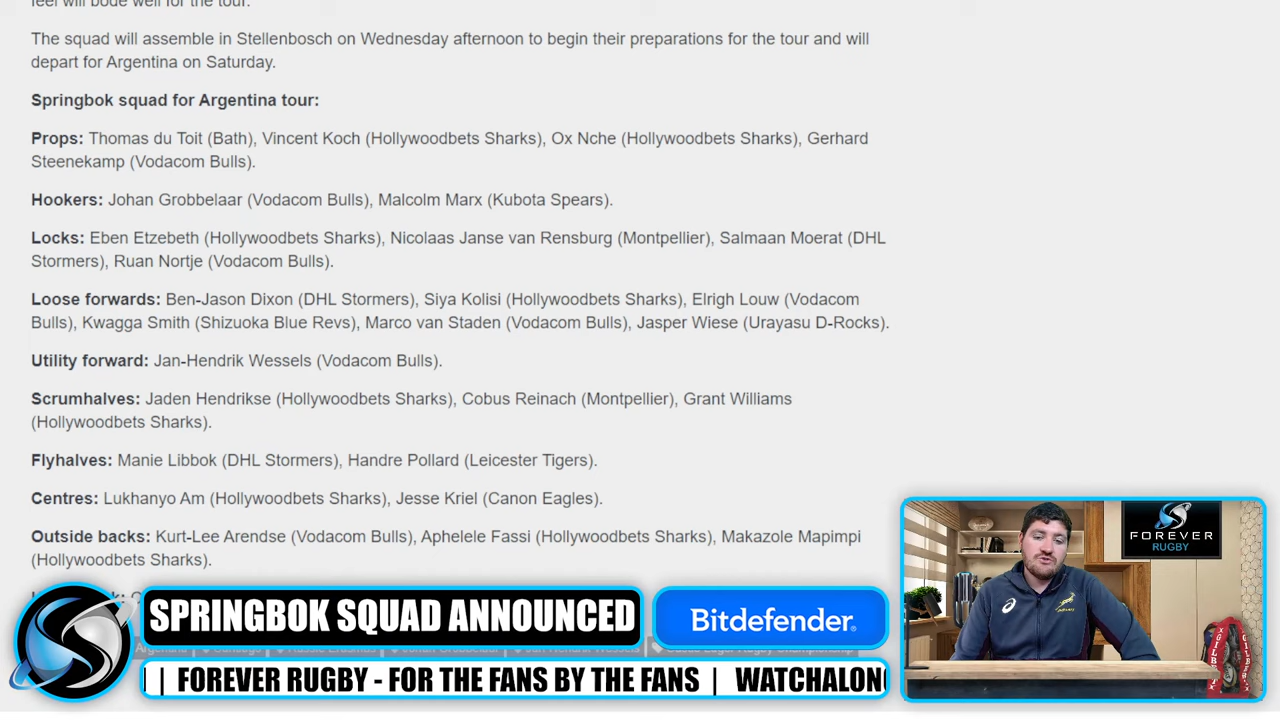 feel will bode well for the tour.
The squad will assemble in Stellenbosch on Wednesday afternoon to begin their preparations for the tour and will
depart for Argentina on Saturday.
Springbok squad for Argentina tour:
Props: Thomas du Toit (Bath), Vincent Koch (Hollywoodbets Sharks), Ox Nche (Hollywoodbets Sharks), Gerhard
Steenekamp (Vodacom Bulls).
Hookers: Johan Grobbelaar (Vodacom Bulls), Malcolm Marx (Kubota Spears).
Locks: Eben Etzebeth (Hollywoodbets Sharks), Nicolaas Janse van Rensburg (Montpellier), Salmaan Moerat (DHL
Stormers), Ruan Nortje (Vodacom Bulls).
Loose forwards: Ben-Jason Dixon (DHL Stormers), Siya Kolisi (Hollywoodbets Sharks), Elrigh Louw (Vodacom
Bulls), Kwagga Smith (Shizuoka Blue Revs), Marco van Staden (Vodacom Bulls), Jasper Wiese (Urayasu D-Rocks).
Utility forward: Jan-Hendrik Wessels (Vodacom Bulls).
Scrumhalves: Jaden Hendrikse (Hollywoodbets Sharks), Cobus Reinach (Montpellier), Grant Williams
(Hollywoodbets Sharks).
Flyhalves: Manie Libbok (DHL Stormers), Handre Pollard (Leicester Tigers).
Centres: Lukhanyo Am (Hollywoodbets Sharks), Jesse Kriel (Canon Eagles).
Outside backs: Kurt-Lee Arendse (Vodacom Bulls), Aphelele Fassi (Hollywoodbets Sharks), Makazole Mapimpi
(Hollywoodbets Sharks).
FOREVER
RUGBY
SPRINGBOK SQUAD ANNOUNCED
Bitdefender
| FOREVER RUGBY - FOR THE FANS BY THE FANS | WATCHALONG